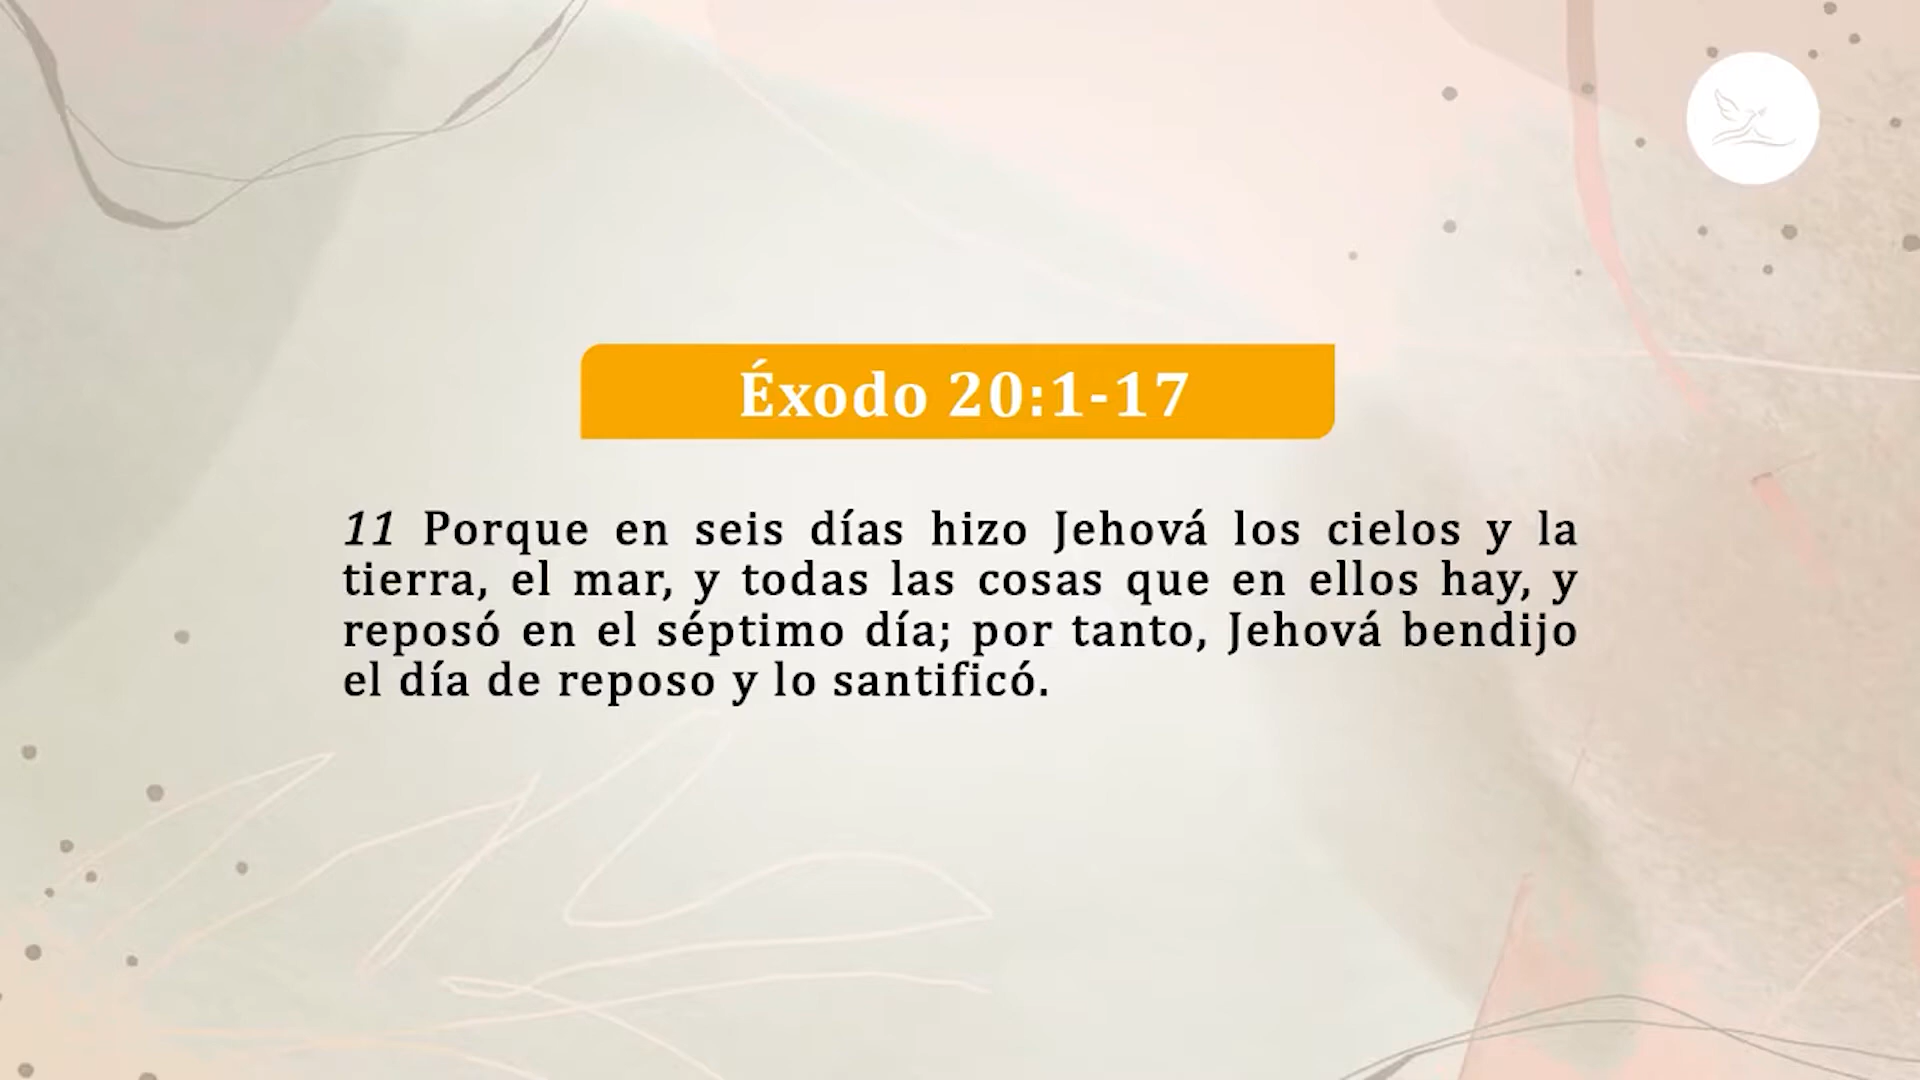 Éxodo 20:1-17
11 Porque en seis días hizo Jehová los cielos y la
tierra, el mar, y todas las cosas que en ellos hay, y
reposó en el séptimo día; por tanto, Jehová bendijo
el día de reposo y lo santificó.